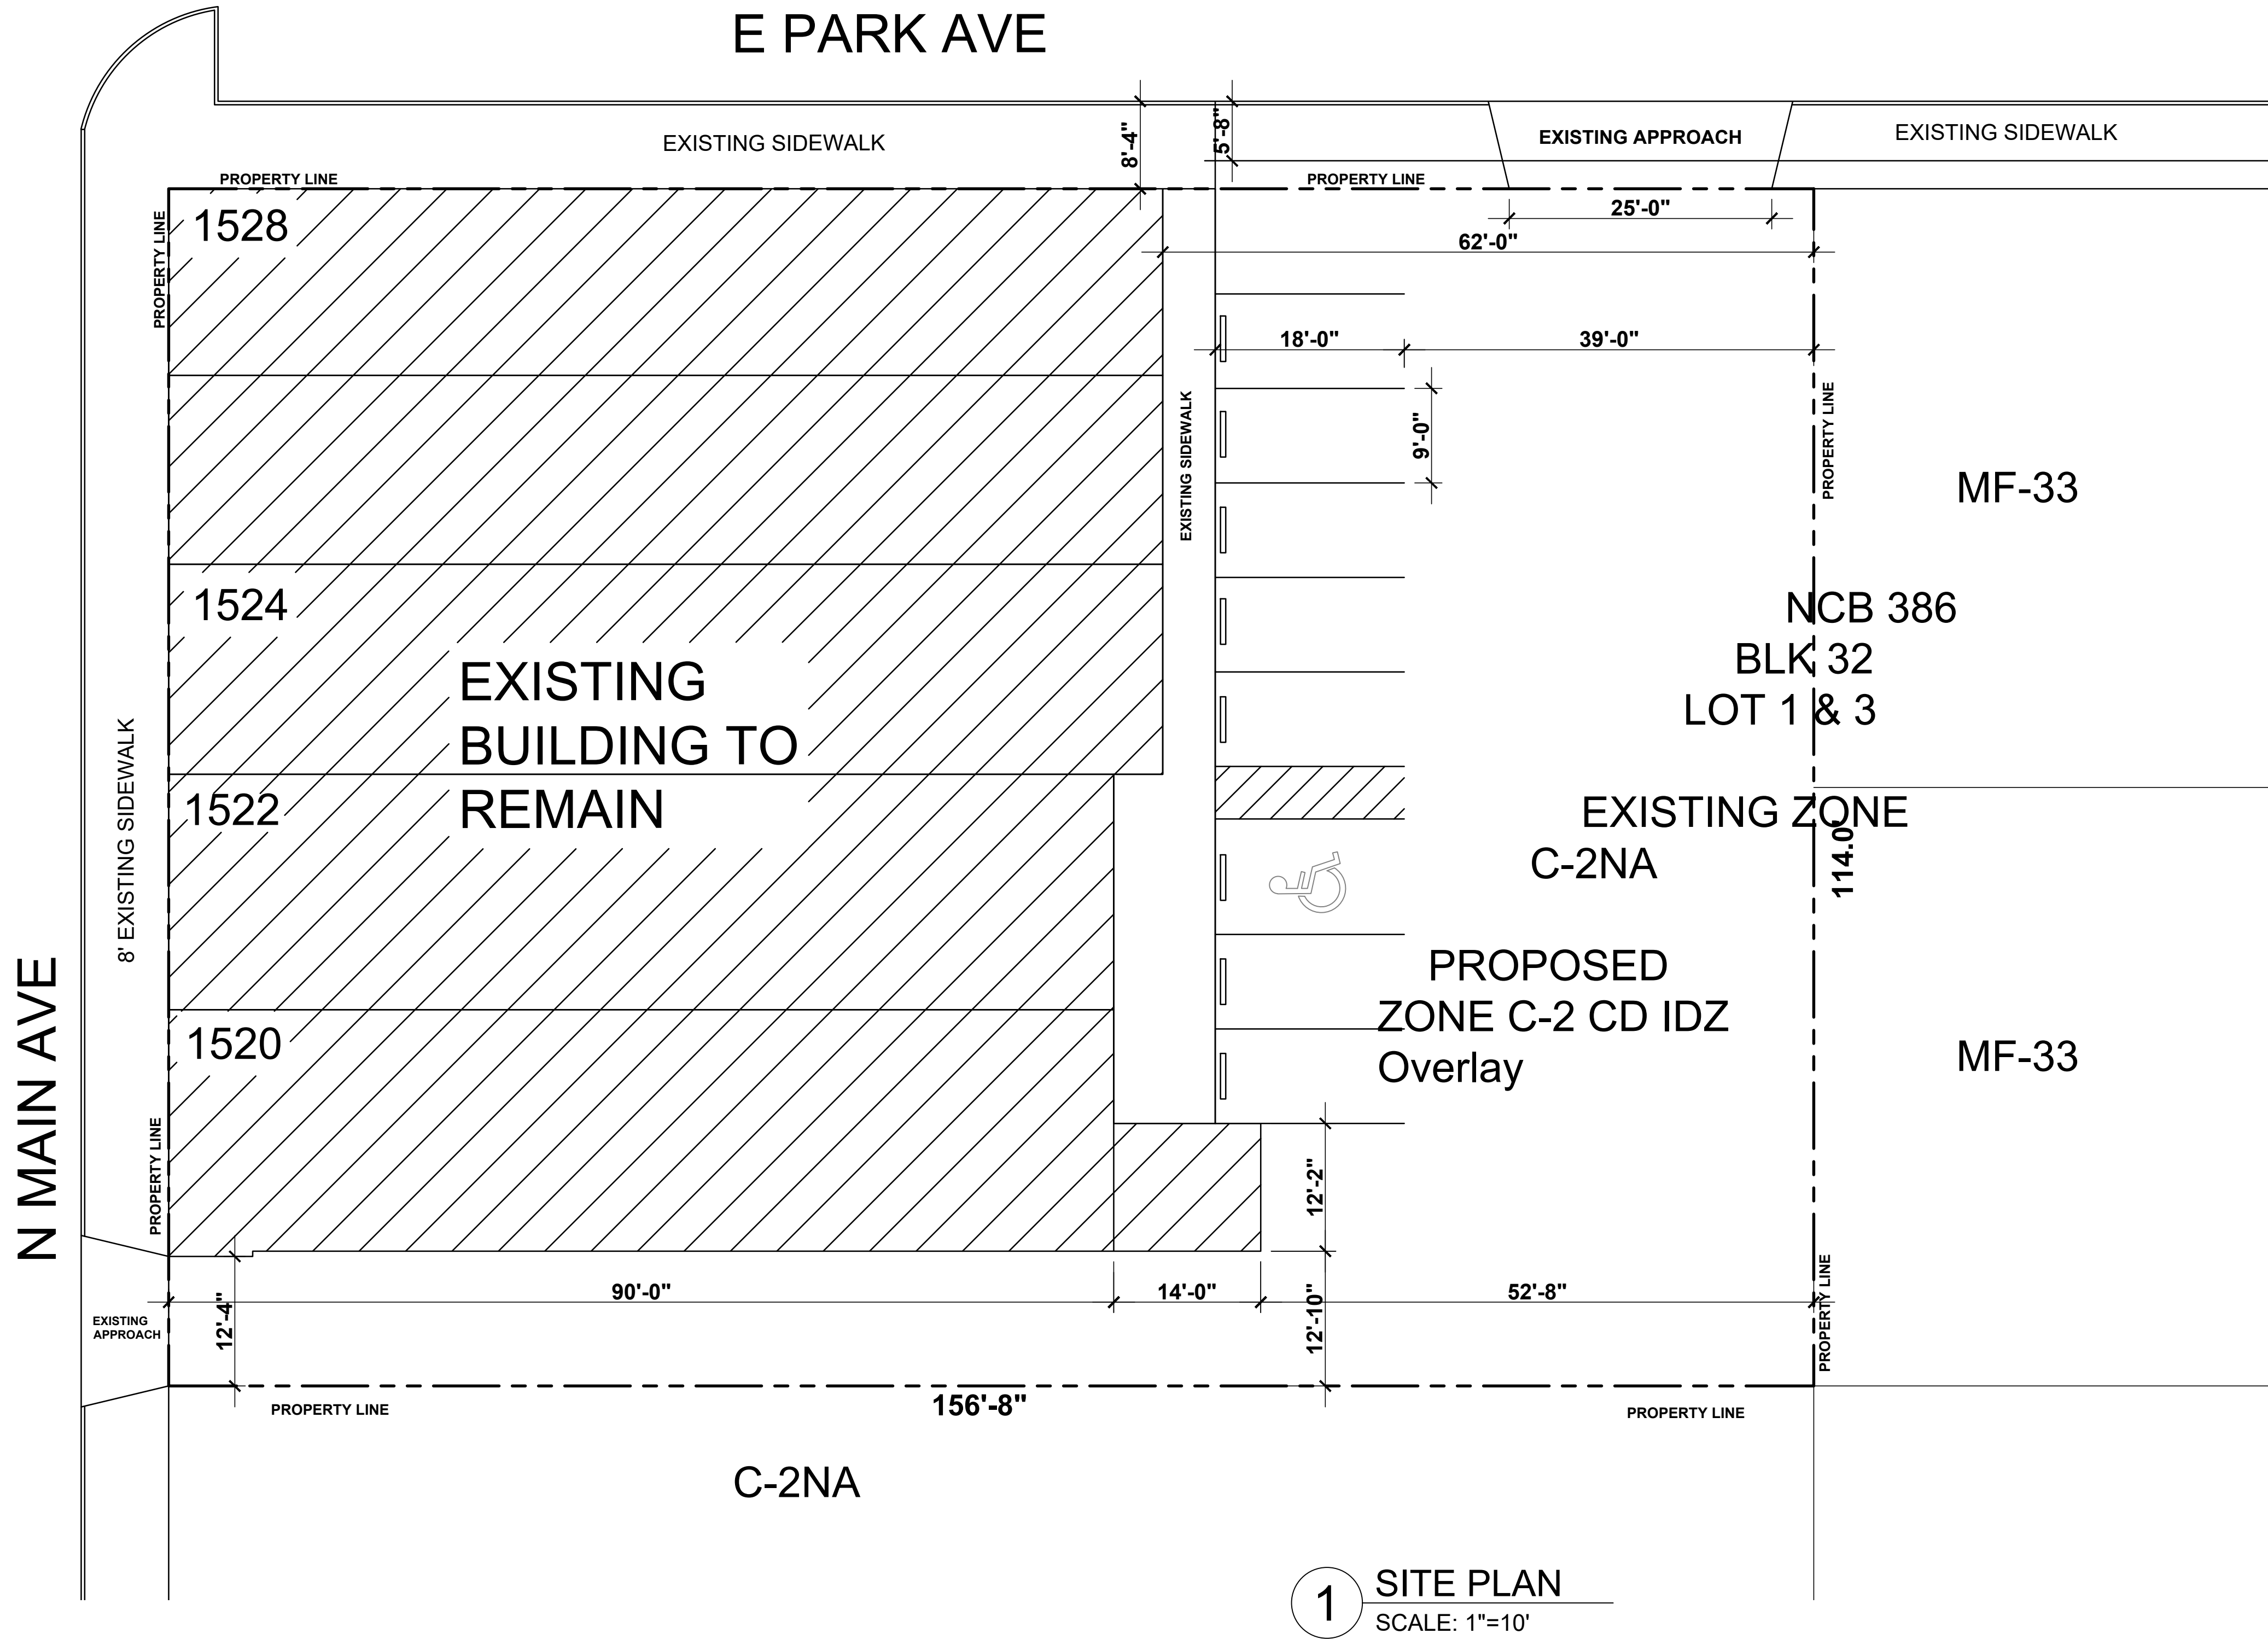 E PARK AVE
EXISTING SIDEWALK
8'-4"
5'-8"
EXISTING APPROACH
EXISTING SIDEWALK
PROPERTY LINE
PROPERTY LINE
PROPERTY LINE
1528
25'-0"
62'-0"
18'-0"
39'-0"
9'-0"
EXISTING SIDEWALK
PROPERTY LINE
MF-33
1524
NCB 386
BLK 32
LOT 1 & 3
EXISTING
BUILDING TO
REMAIN
8' EXISTING SIDEWALK
1522
EXISTING ZONE
C-2NA
114.0'
N MAIN AVE
PROPOSED
ZONE C-2 CD IDZ
Overlay
1520
MF-33
PROPERTY LINE
12'-2"
90'-0"
14'-0"
52'-8"
12'-4"
12'-10"
PROPERTY LINE
EXISTING
APPROACH
156'-8"
PROPERTY LINE
PROPERTY LINE
C-2NA
1
SITE PLAN
SCALE: 1"=10'